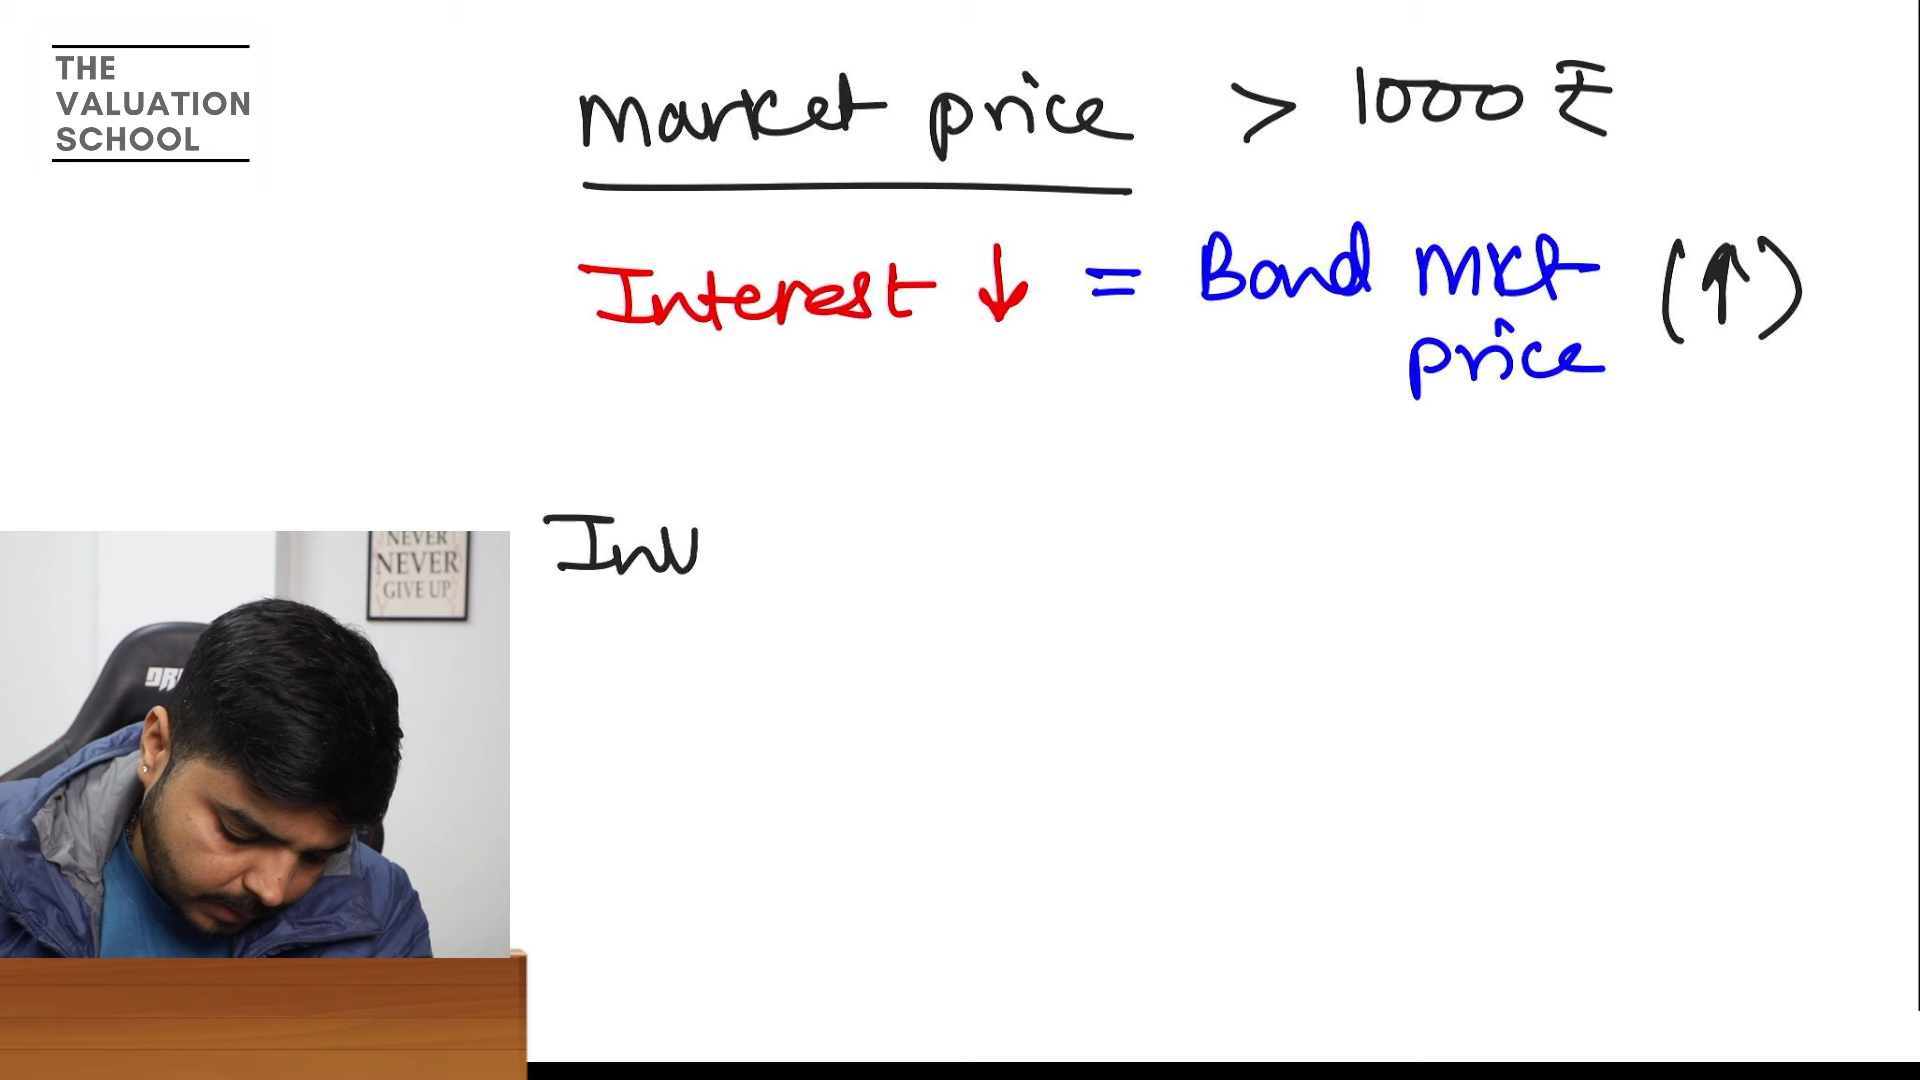 THE
VALUATION
SCHOOL
market price > 1000 ₹
Interest ↓ = Bond mkt (↑)
price
Inv
NEVER
NEVER
GIVE UP